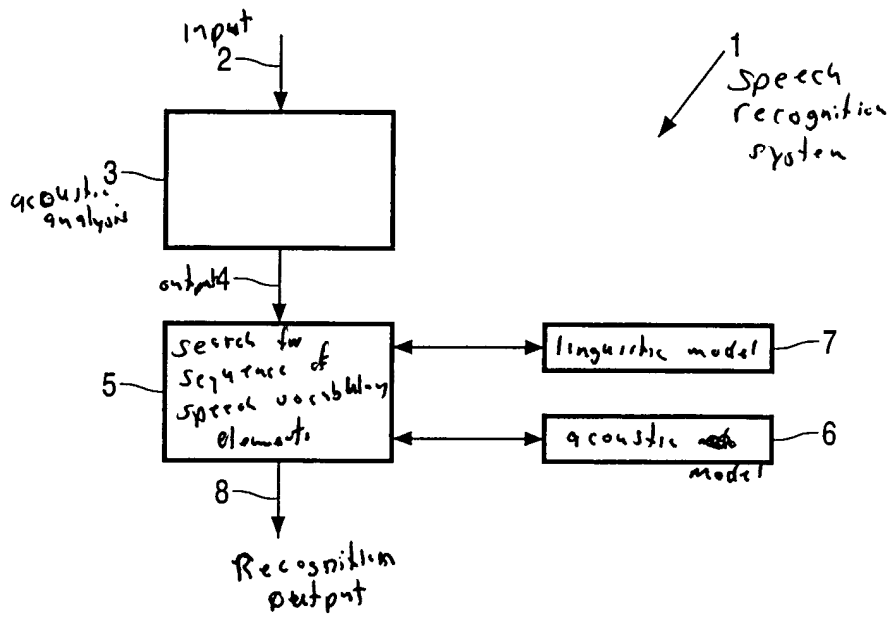 Input
2
1
speech
recognition
system
3
acoustic
analysis
output 4
search for
sequence of
speech vocabulary
elements
5
linguistic model
7
acoustic
model
6
8
Recognition
output